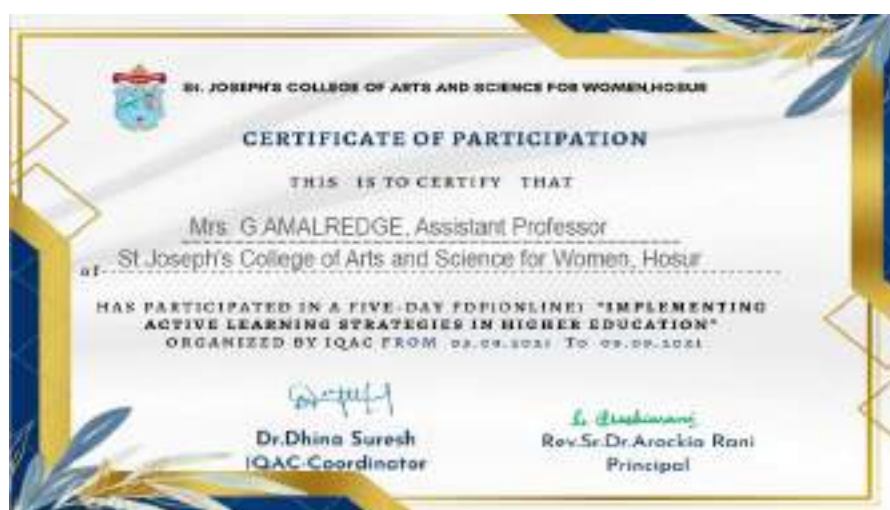 St. JOSEPH'S COLLEGE OF ARTS AND SCIENCE FOR WOMEN,HOSUR
CERTIFICATE OF PARTICIPATION
THIS IS TO CERTIFY THAT
Mrs. G AMALREDGE, Assistant Professor
of St Joseph's College of Arts and Science for Women, Hosur
HAS PARTICIPATED IN A FIVE-DAY FDP(ONLINE) "IMPLEMENTING
ACTIVE LEARNING STRATEGIES IN HIGHER EDUCATION"
ORGANIZED BY IQAC FROM TO
Dr.Dhina Suresh
Rev.Sr.Dr.Arockia Rani
IQAC-Coordinator
Principal